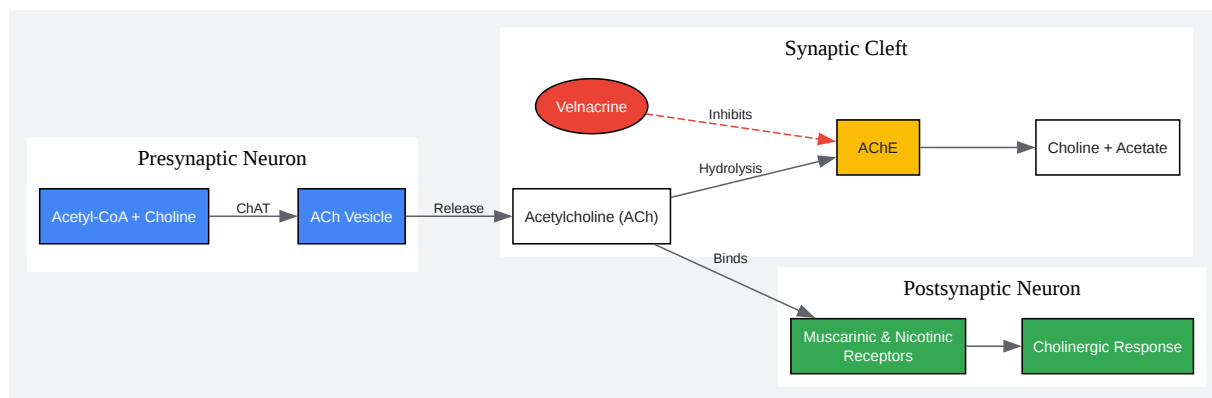 Synaptic Cleft
Velnacrine
Inhibits
AChE
Choline + Acetate
Hydrolysis
Presynaptic Neuron
Acetyl-CoA + Choline
ChAT
ACh Vesicle
Release
Acetylcholine (ACh)
Binds
Postsynaptic Neuron
Muscarinic & Nicotinic
Receptors
Cholinergic Response